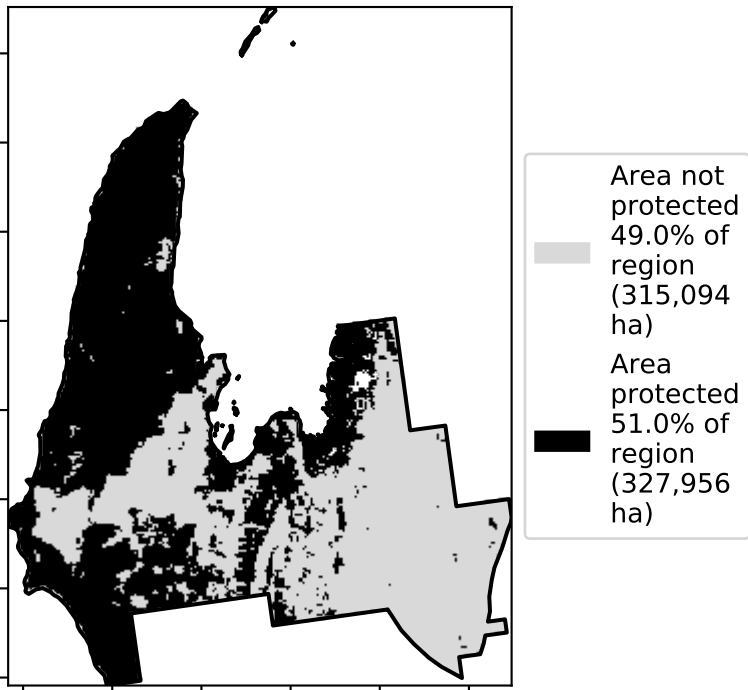 Area not
protected
49.0% of
region
(315,094
ha)
Area
protected
51.0% of
region
(327,956
ha)